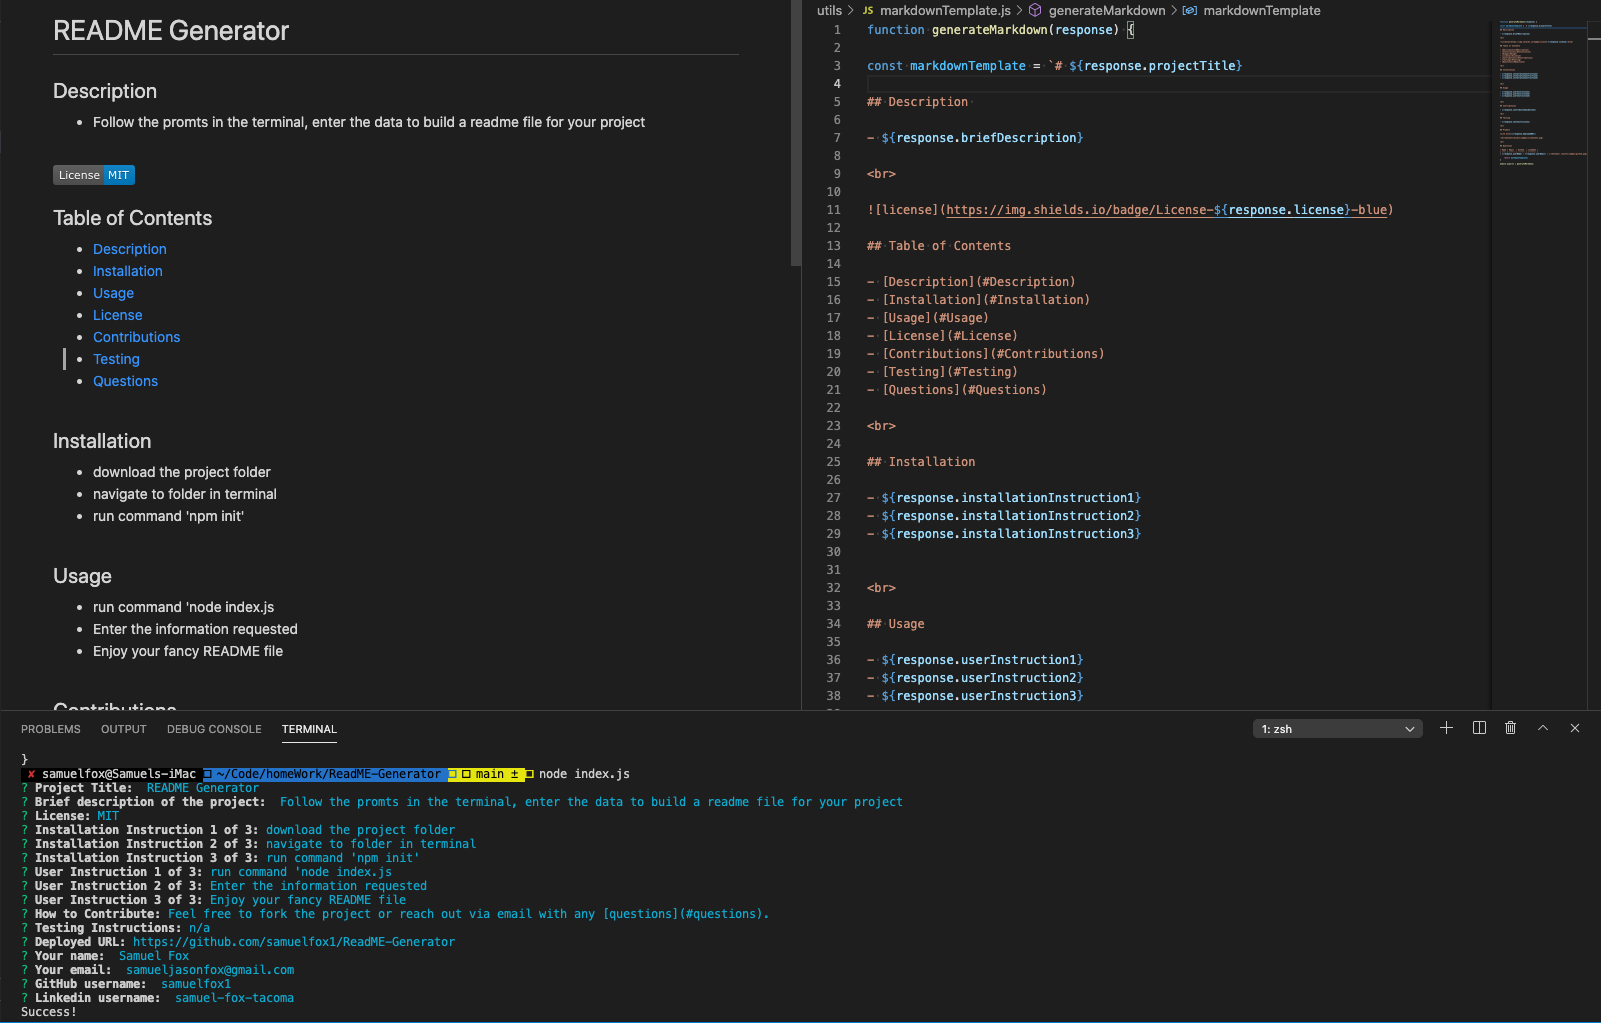 README Generator
Description
• Follow the promts in the terminal, enter the data to build a readme file for your project
License MIT
Table of Contents
• Description
• Installation
• Usage
• License
• Contributions
• Testing
• Questions
Installation
• download the project folder
• navigate to folder in terminal
• run command 'npm init'
Usage
• run command 'node index.js
• Enter the information requested
• Enjoy your fancy README file
Contributions
utils > JS markdownTemplate.js > generateMarkdown > markdownTemplate
1 function generateMarkdown(response) {
2
3 const markdownTemplate = `# ${response.projectTitle}
4
5 ## Description
6
7 - ${response.briefDescription}
8
9 <br>
10
11 ![license](https://img.shields.io/badge/License-${response.license}-blue)
12
13 ## Table of Contents
14
15 - [Description](#Description)
16 - [Installation](#Installation)
17 - [Usage](#Usage)
18 - [License](#License)
19 - [Contributions](#Contributions)
20 - [Testing](#Testing)
21 - [Questions](#Questions)
22
23 <br>
24
25 ## Installation
26
27 - ${response.installationInstruction1}
28 - ${response.installationInstruction2}
29 - ${response.installationInstruction3}
30
31
32 <br>
33
34 ## Usage
35
36 - ${response.userInstruction1}
37 - ${response.userInstruction2}
38 - ${response.userInstruction3}
PROBLEMS OUTPUT DEBUG CONSOLE TERMINAL 1: zsh
}
✘ samuelfox@Samuels-iMac ~/Code/homeWork/ReadME-Generator main ± node index.js
? Project Title: README Generator
? Brief description of the project: Follow the promts in the terminal, enter the data to build a readme file for your project
? License: MIT
? Installation Instruction 1 of 3: download the project folder
? Installation Instruction 2 of 3: navigate to folder in terminal
? Installation Instruction 3 of 3: run command 'npm init'
? User Instruction 1 of 3: run command 'node index.js
? User Instruction 2 of 3: Enter the information requested
? User Instruction 3 of 3: Enjoy your fancy README file
? How to Contribute: Feel free to fork the project or reach out via email with any [questions](#questions).
? Testing Instructions: n/a
? Deployed URL: https://github.com/samuelfox1/ReadME-Generator
? Your name: Samuel Fox
? Your email: samueljasonfox@gmail.com
? GitHub username: samuelfox1
? Linkedin username: samuel-fox-tacoma
Success!